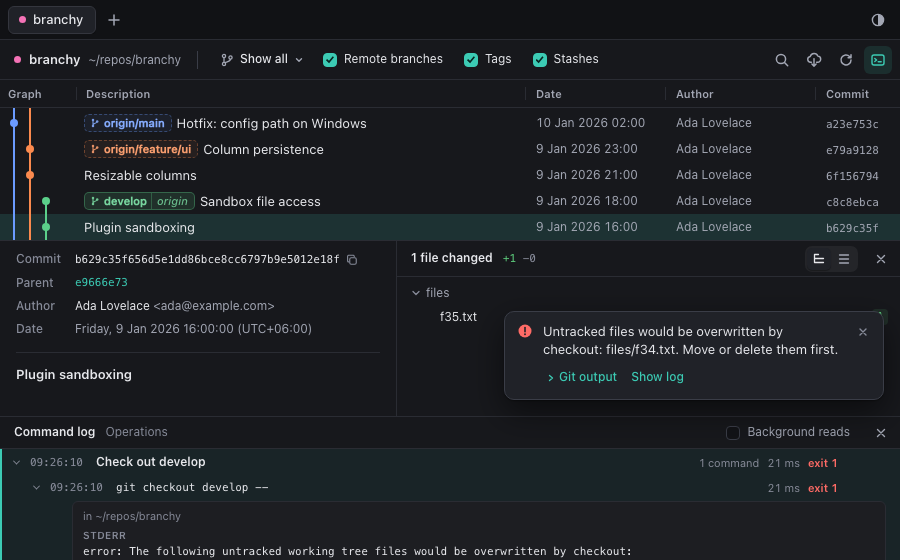 branchy
branchy ~/repos/branchy Show all Remote branches Tags Stashes
Graph Description Date Author Commit
origin/main Hotfix: config path on Windows 10 Jan 2026 02:00 Ada Lovelace a23e753c
origin/feature/ui Column persistence 9 Jan 2026 23:00 Ada Lovelace e79a9128
Resizable columns 9 Jan 2026 21:00 Ada Lovelace 6f156794
develop origin Sandbox file access 9 Jan 2026 18:00 Ada Lovelace c8c8ebca
Plugin sandboxing 9 Jan 2026 16:00 Ada Lovelace b629c35f
Commit b629c35f656d5e1dd86bce8cc6797b9e5012e18f
Parent e9666e73
Author Ada Lovelace <ada@example.com>
Date Friday, 9 Jan 2026 16:00:00 (UTC+06:00)
Plugin sandboxing
1 file changed +1 −0
files
f35.txt
Untracked files would be overwritten by
checkout: files/f34.txt. Move or delete them first.
Git output Show log
Command log Operations Background reads
09:26:10 Check out develop 1 command 21 ms exit 1
09:26:10 git checkout develop -- 21 ms exit 1
in ~/repos/branchy
STDERR
error: The following untracked working tree files would be overwritten by checkout: